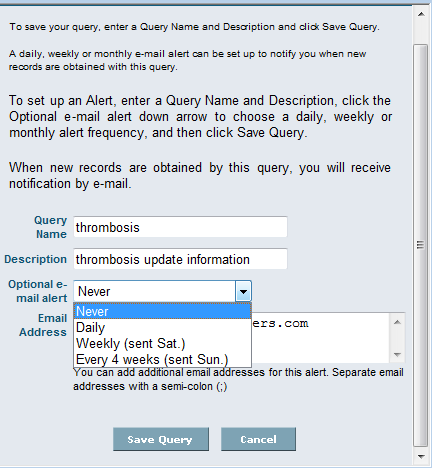 To save your query, enter a Query Name and Description and click Save Query.
A daily, weekly or monthly e-mail alert can be set up to notify you when new
records are obtained with this query.
To set up an Alert, enter a Query Name and Description, click the
Optional e-mail alert down arrow to choose a daily, weekly or
monthly alert frequency, and then click Save Query.
When new records are obtained by this query, you will receive
notification by e-mail.
Query
Name
thrombosis
Description
thrombosis update information
Optional e-
mail alert
Never
Never
Daily
Weekly (sent Sat.)
Every 4 weeks (sent Sun.)
Email
Address
ers.com
You can add additional email addresses for this alert. Separate email
addresses with a semi-colon (;)
Save Query
Cancel